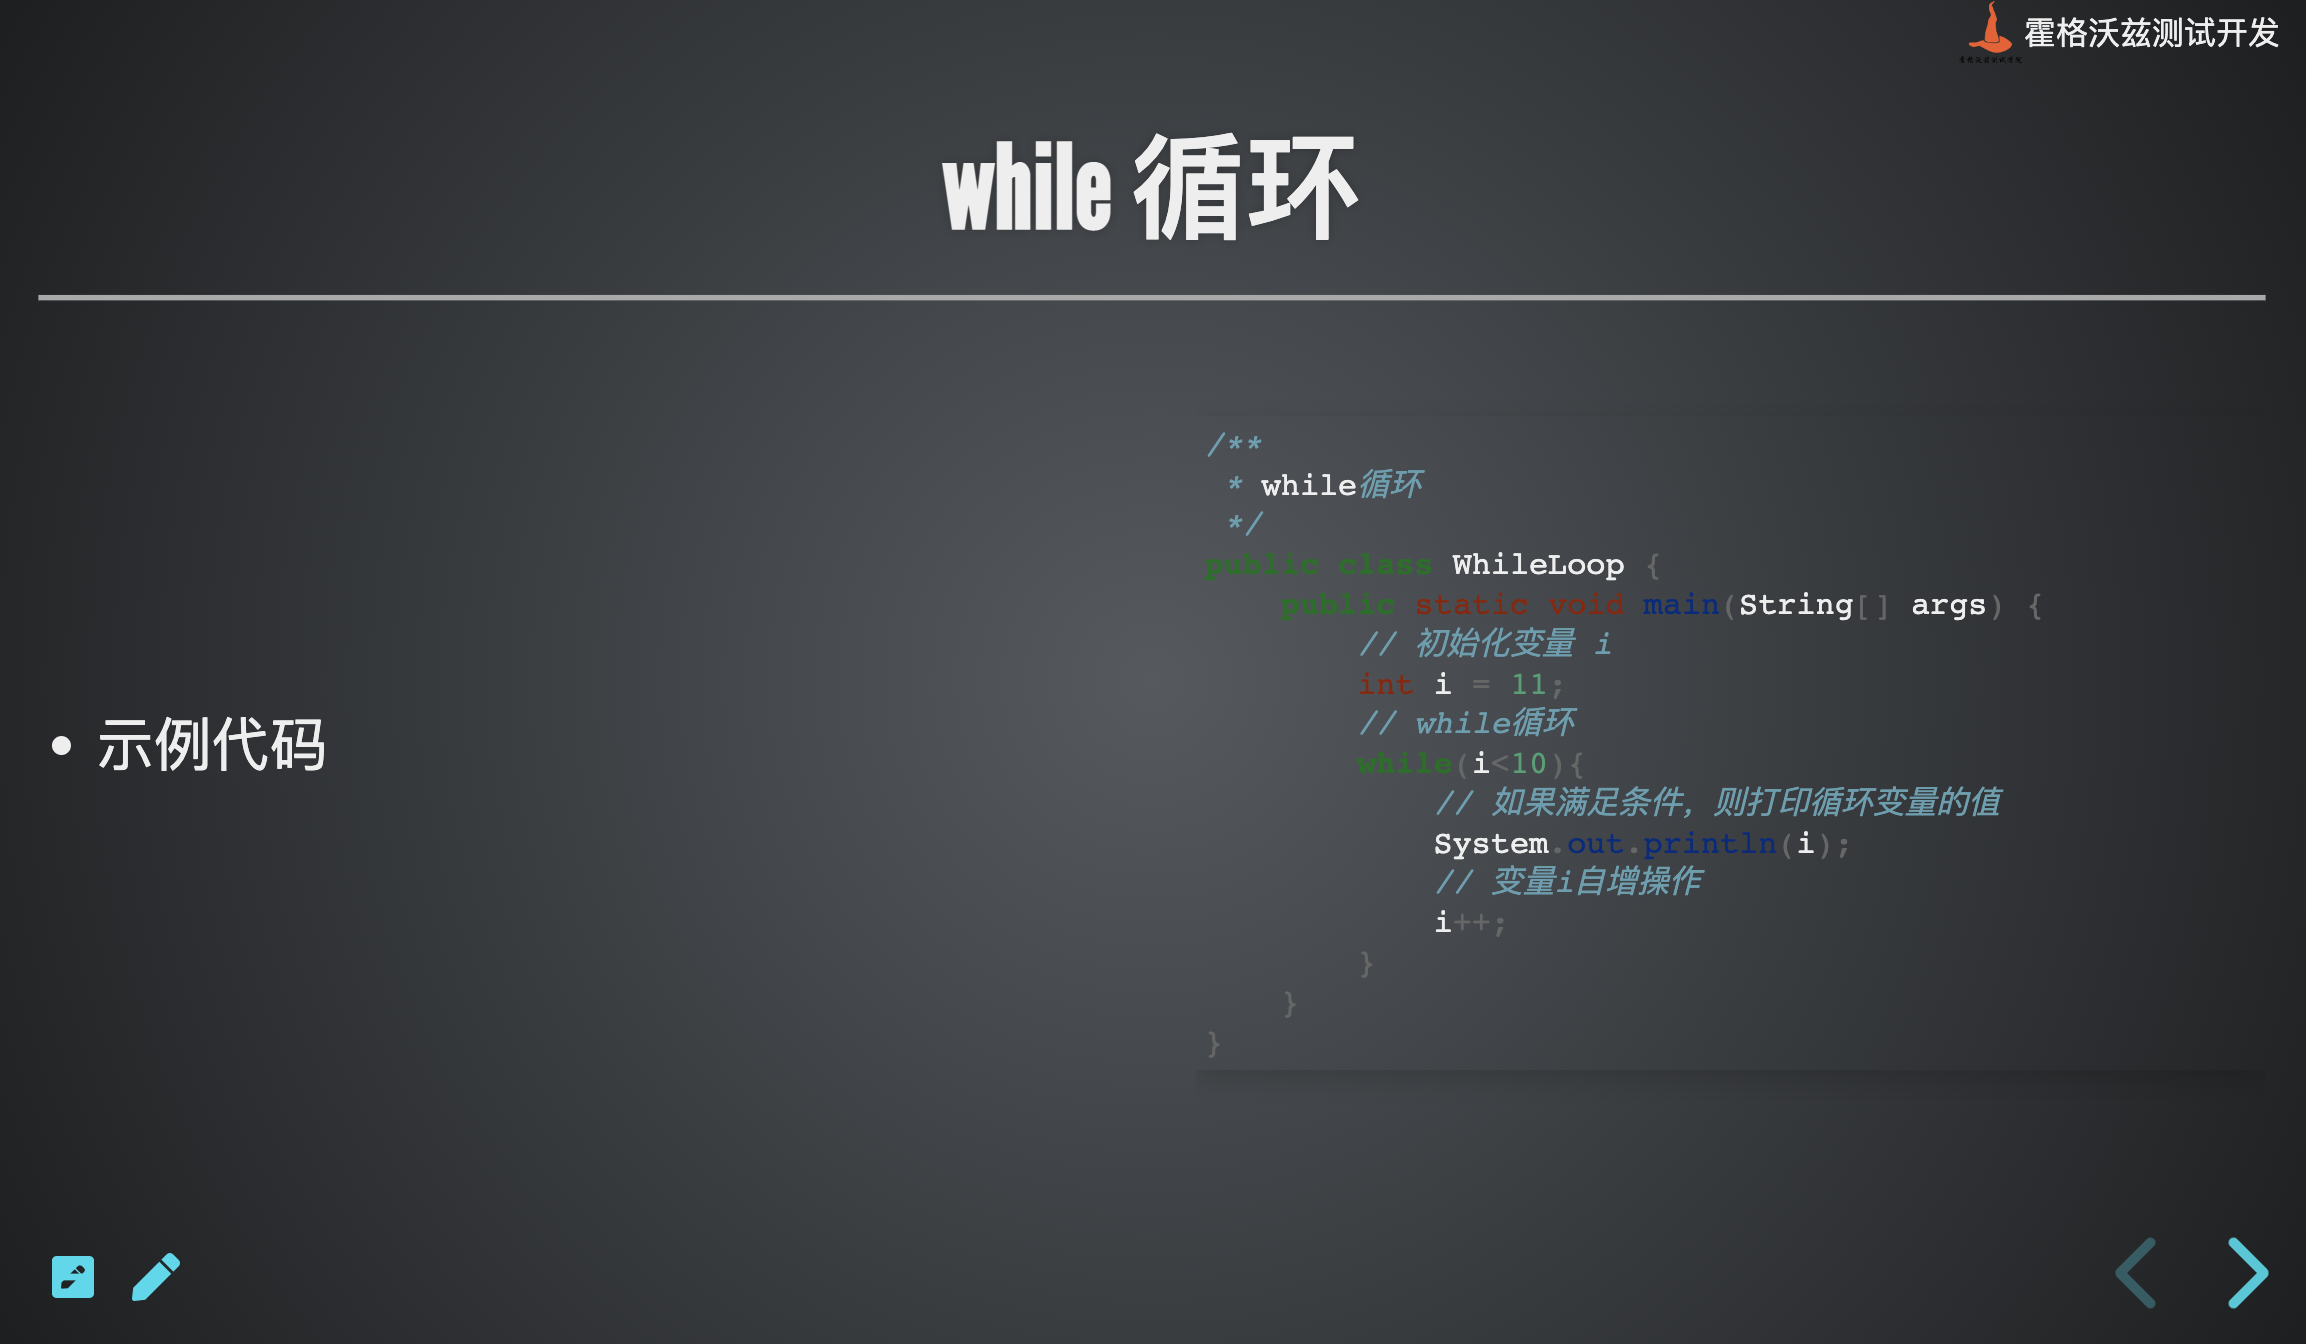 霍格沃兹测试开发
while 循环
• 示例代码
/**
 * while循环
 */
public class WhileLoop {
    public static void main(String[] args) {
        // 初始化变量 i
        int i = 11;
        // while循环
        while(i<10){
            // 如果满足条件，则打印循环变量的值
            System.out.println(i);
            // 变量i自增操作
            i++;
        }
    }
}